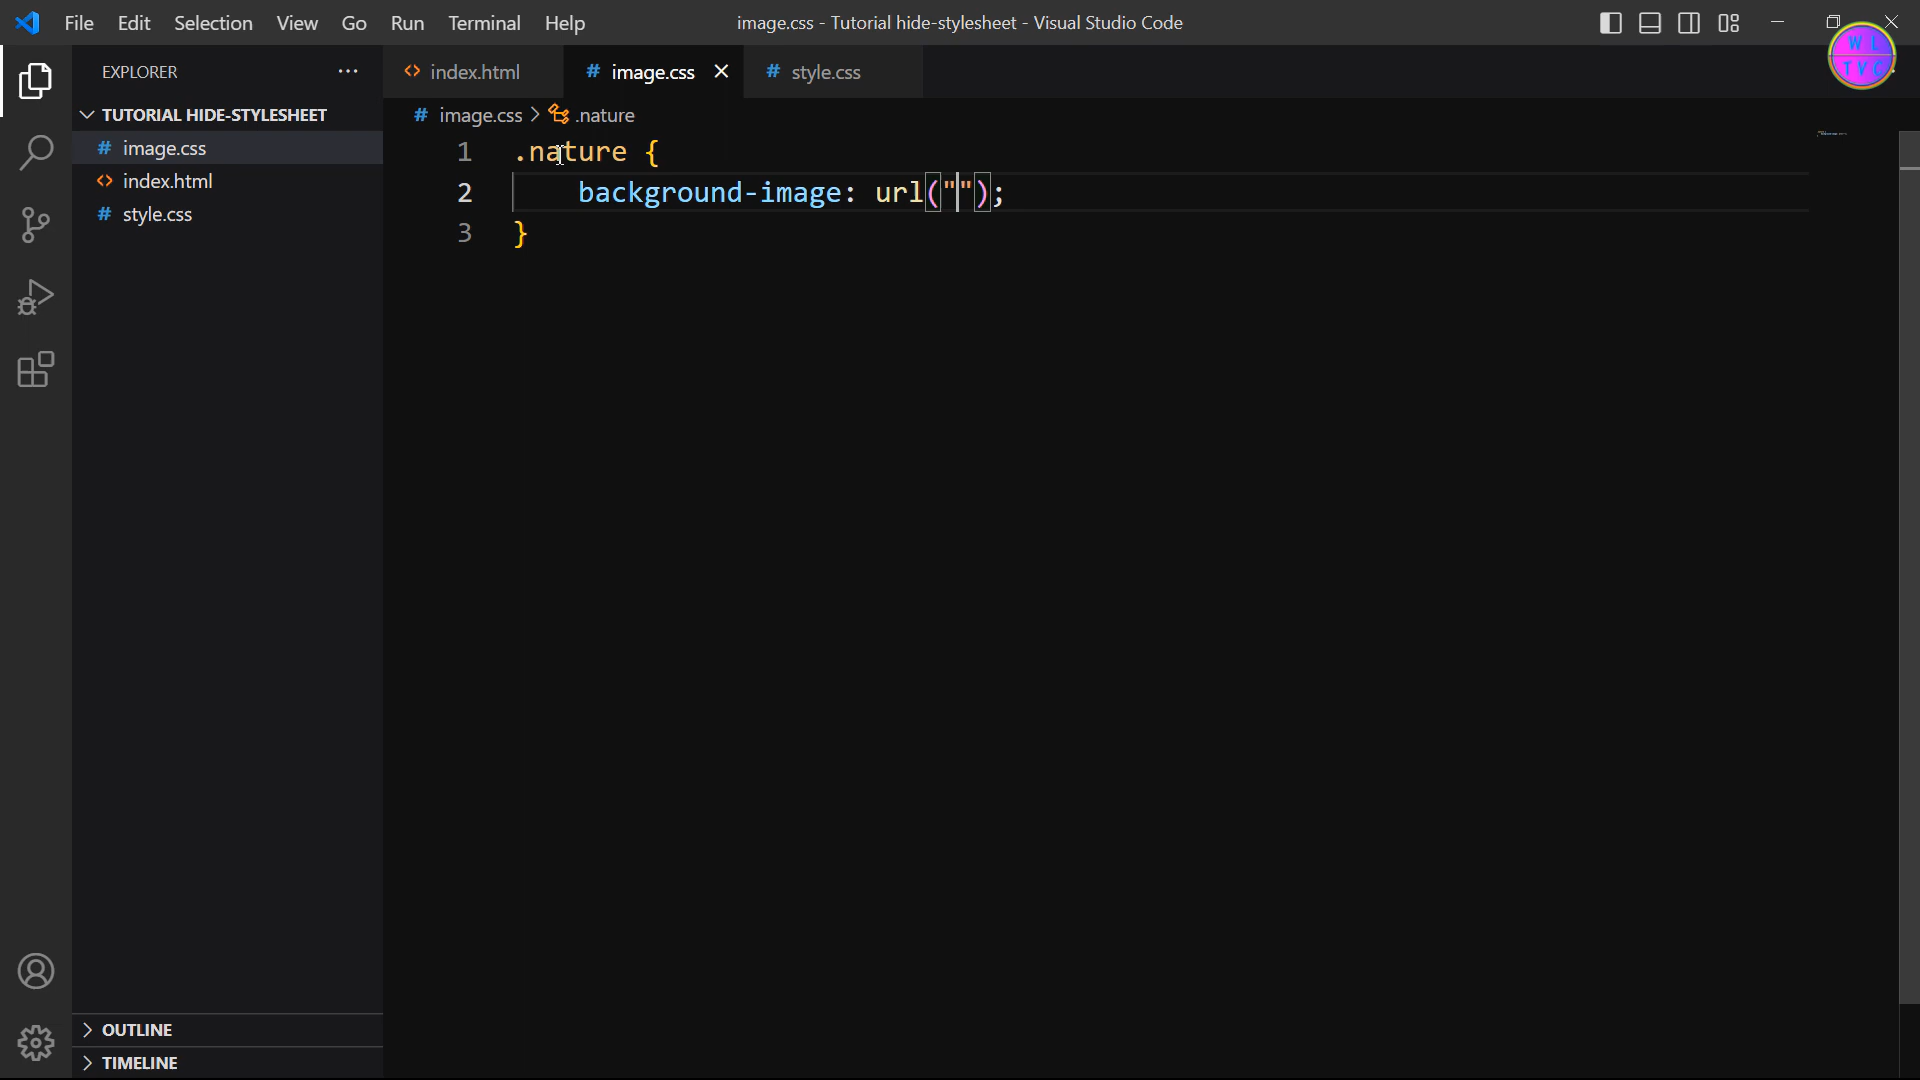 File Edit Selection View Go Run Terminal Help
image.css - Tutorial hide-stylesheet - Visual Studio Code
W L
T V C
EXPLORER
TUTORIAL HIDE-STYLESHEET
# image.css
<> index.html
# style.css
OUTLINE
TIMELINE
<> index.html # image.css # style.css
# image.css > .nature
1 .nature {
2 background-image: url("");
3 }